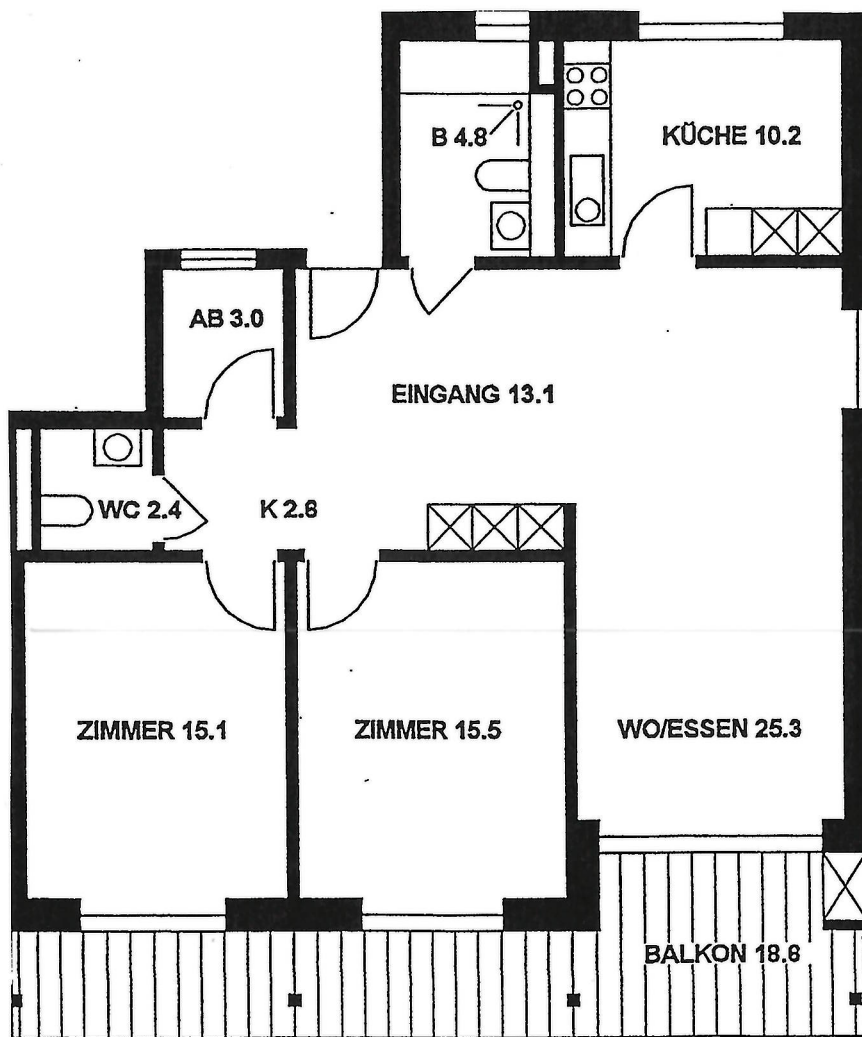 B 4.8
KÜCHE 10.2
AB 3.0
EINGANG 13.1
WC 2.4
K 2.6
ZIMMER 15.1
ZIMMER 15.5
WO/ESSEN 25.3
BALKON 18.6